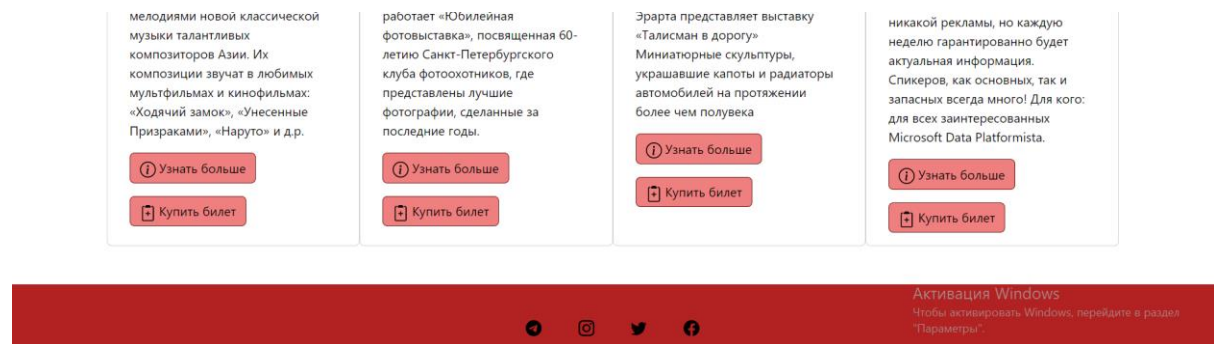 мелодиями новой классической
музыки талантливых
композиторов Азии. Их
композиции звучат в любимых
мультфильмах и кинофильмах:
«Ходячий замок», «Унесенные
Призраками», «Наруто» и д.р.
Узнать больше
Купить билет
работает «Юбилейная
фотовыставка», посвященная 60-
летию Санкт-Петербургского
клуба фотоохотников, где
представлены лучшие
фотографии, сделанные за
последние годы.
Узнать больше
Купить билет
Эрарта представляет выставку
«Талисман в дорогу»
Миниатюрные скульптуры,
украшавшие капоты и радиаторы
автомобилей на протяжении
более чем полувека
Узнать больше
Купить билет
никакой рекламы, но каждую
неделю гарантированно будет
актуальная информация.
Спикеров, как основных, так и
запасных всегда много! Для кого:
для всех заинтересованных
Microsoft Data Platformista.
Узнать больше
Купить билет
Активация Windows
Чтобы активировать Windows, перейдите в раздел
"Параметры".